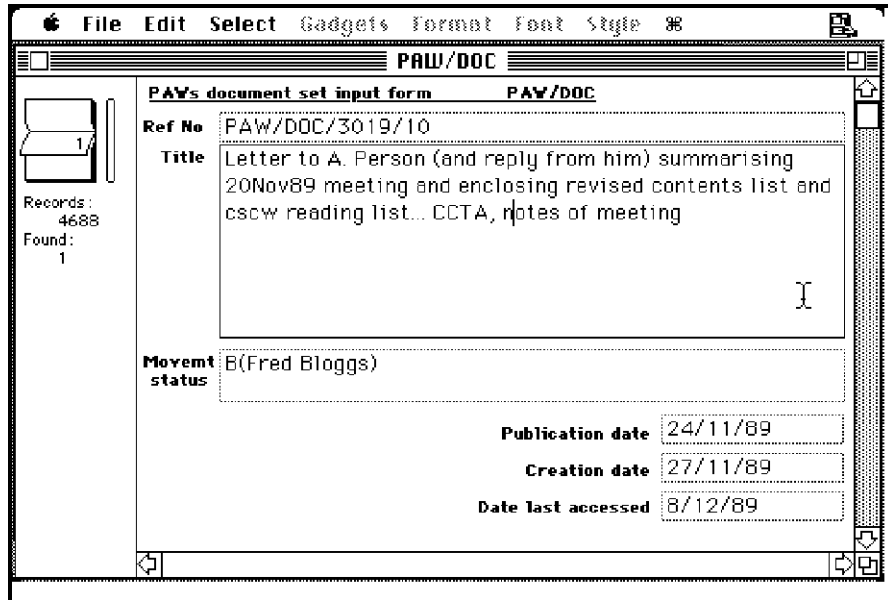 File Edit Select Gadgets Format Font Style ⌘
PAW/DOC
PAWs document set input form PAW/DOC
Ref No PAW/DOC/3019/10
Title Letter to A. Person (and reply from him) summarising
20Nov89 meeting and enclosing revised contents list and
cscw reading list... CCTA, notes of meeting
1
Records:
4688
Found:
1
Movemt
status B(Fred Bloggs)
Publication date 24/11/89
Creation date 27/11/89
Date last accessed 8/12/89